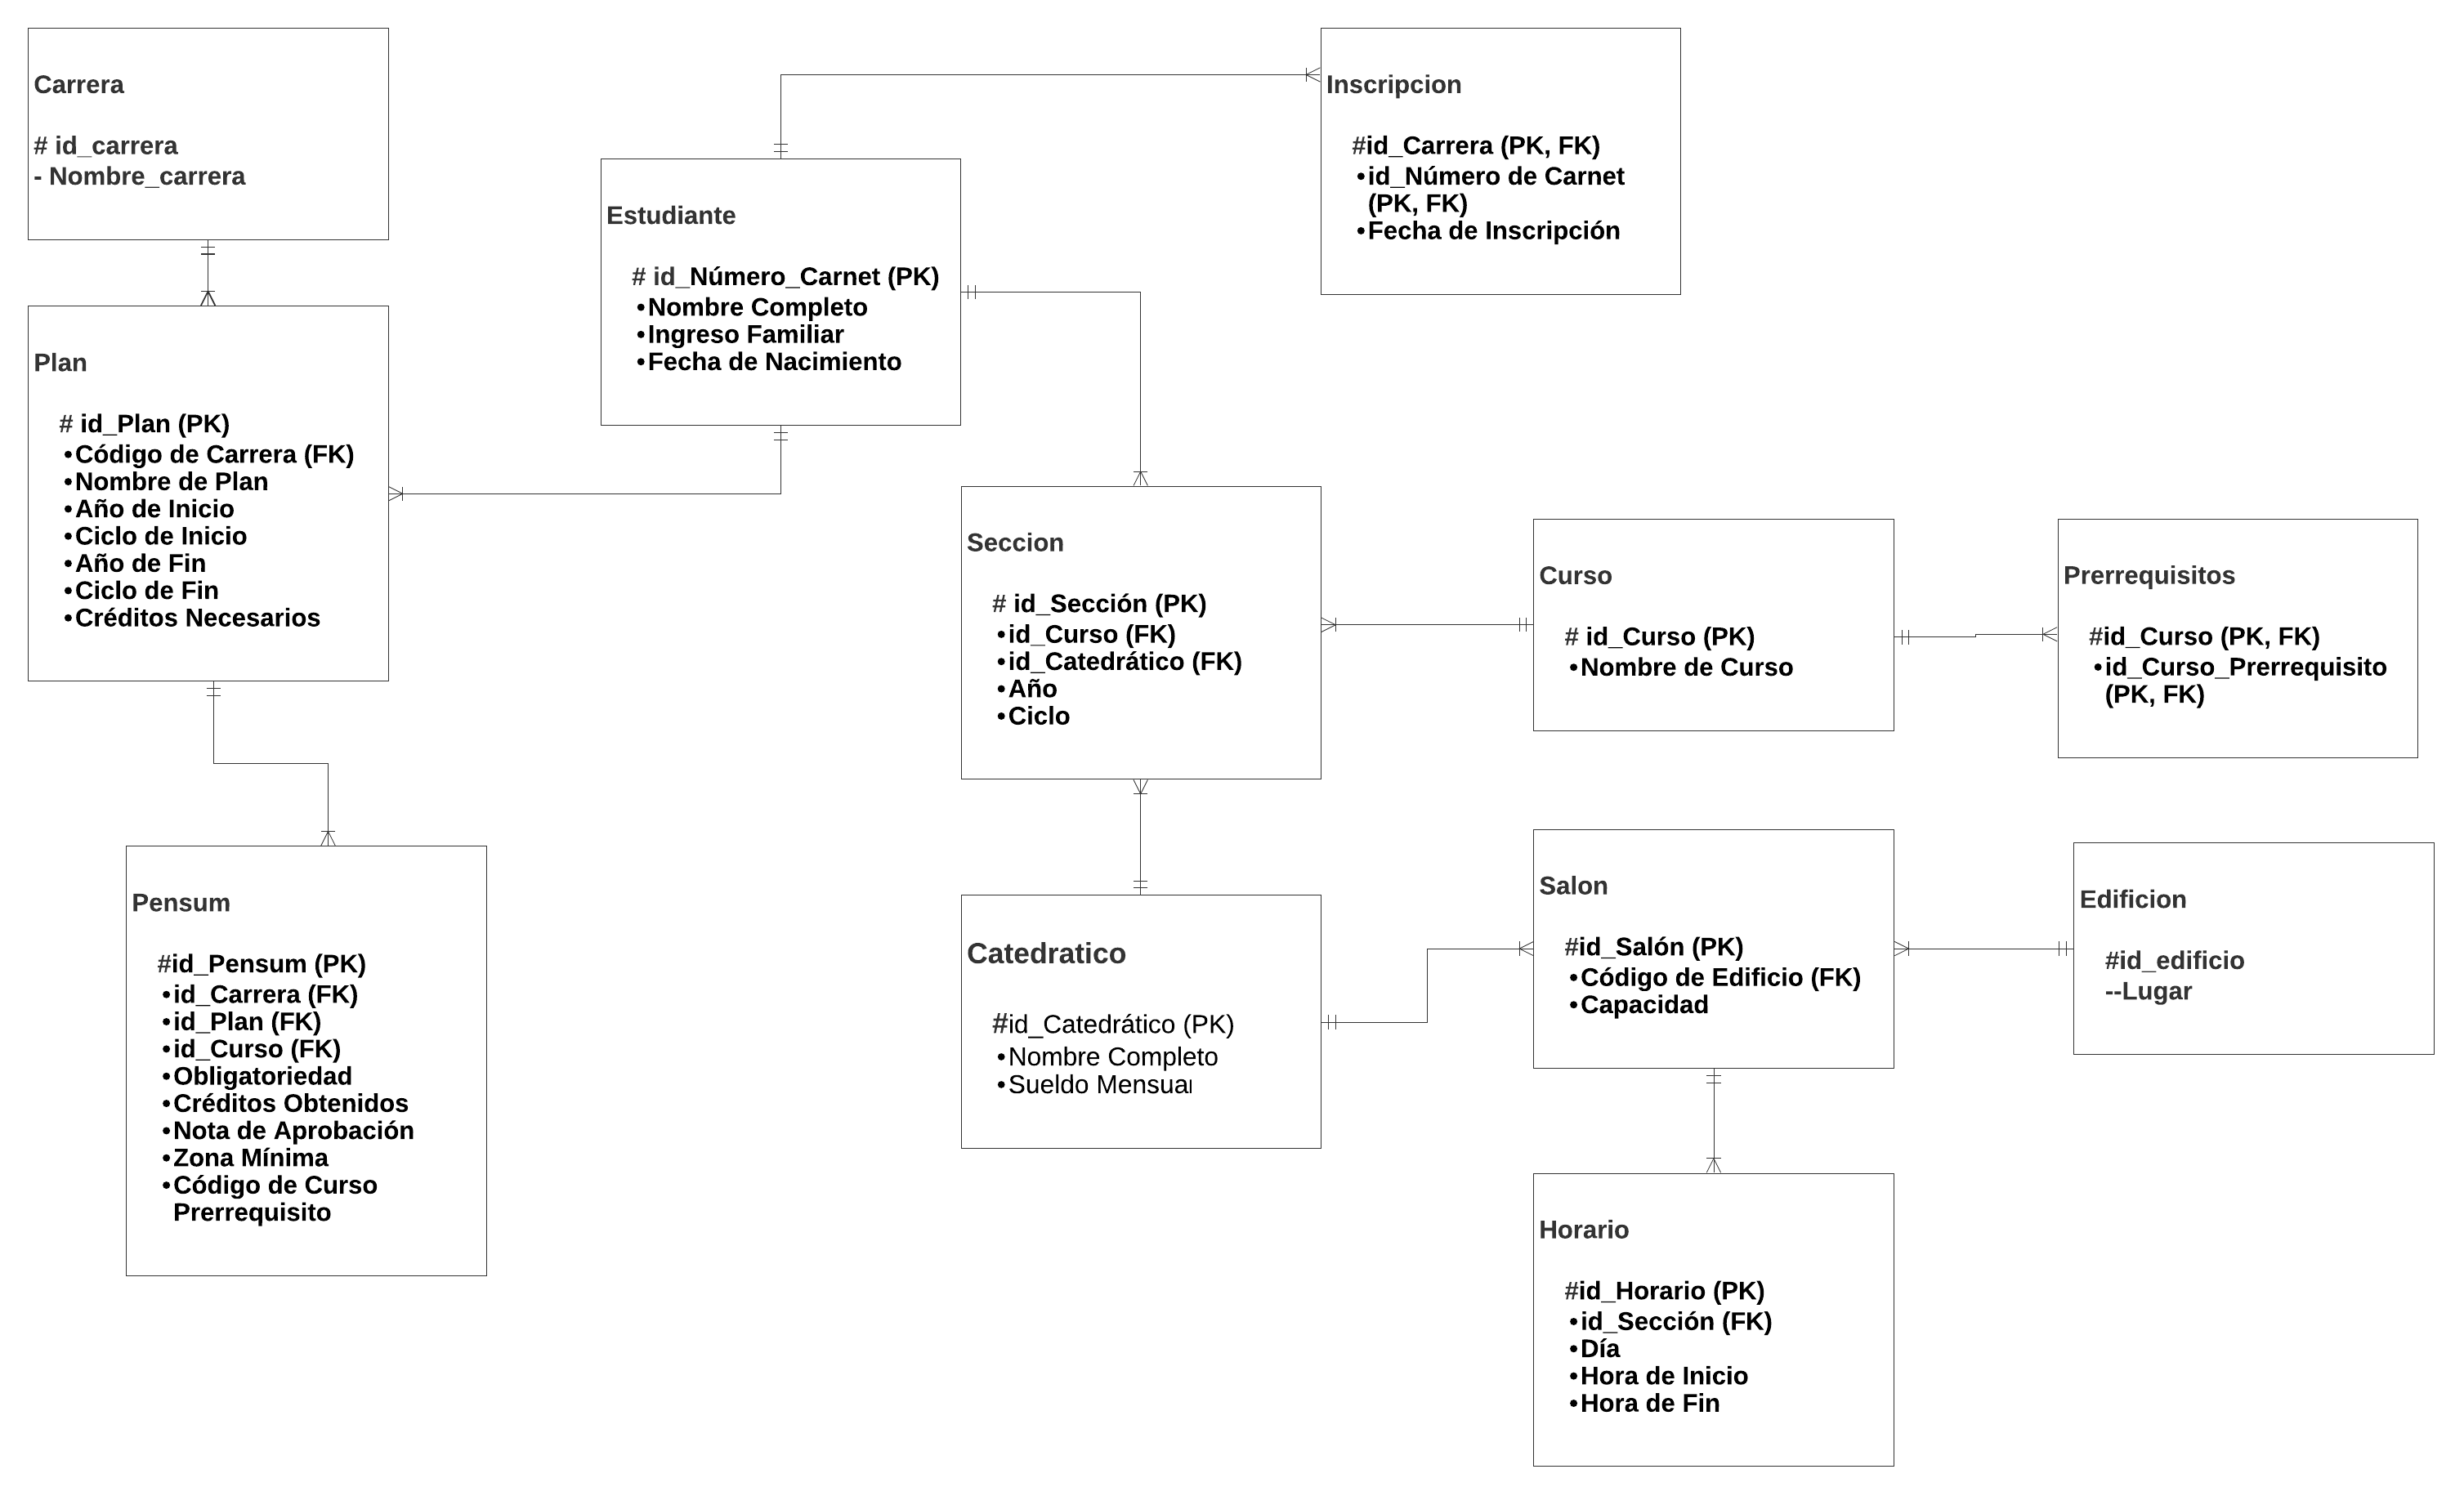 Carrera
# id_carrera
- Nombre_carrera
Inscripcion
#id_Carrera (PK, FK)
•id_Número de Carnet
(PK, FK)
•Fecha de Inscripción
Estudiante
# id_Número_Carnet (PK)
•Nombre Completo
•Ingreso Familiar
•Fecha de Nacimiento
Plan
# id_Plan (PK)
•Código de Carrera (FK)
•Nombre de Plan
•Año de Inicio
•Ciclo de Inicio
•Año de Fin
•Ciclo de Fin
•Créditos Necesarios
Seccion
# id_Sección (PK)
•id_Curso (FK)
•id_Catedrático (FK)
•Año
•Ciclo
Curso
# id_Curso (PK)
•Nombre de Curso
Prerrequisitos
#id_Curso (PK, FK)
•id_Curso_Prerrequisito
(PK, FK)
Pensum
#id_Pensum (PK)
•id_Carrera (FK)
•id_Plan (FK)
•id_Curso (FK)
•Obligatoriedad
•Créditos Obtenidos
•Nota de Aprobación
•Zona Mínima
•Código de Curso
Prerrequisito
Catedratico
#id_Catedrático (PK)
•Nombre Completo
•Sueldo Mensual
Salon
#id_Salón (PK)
•Código de Edificio (FK)
•Capacidad
Edificion
#id_edificio
--Lugar
Horario
#id_Horario (PK)
•id_Sección (FK)
•Día
•Hora de Inicio
•Hora de Fin